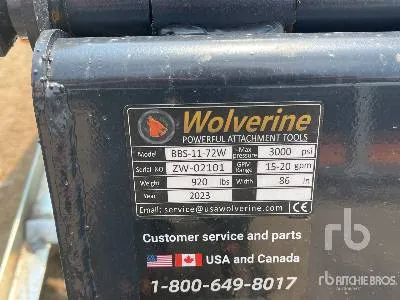 Wolverine
POWERFUL ATTACHMENT TOOLS
Model BBS-11-72W Max pressure 3000 psi
Serial NO ZW-02101 GPM Range 15-20 gpm
Weight 920 lbs Width 86 in
Year 2023
Email: service@usawolverine.com CE
Customer service and parts
USA and Canada
1-800-649-8017
rb
rb RITCHIE BROS.